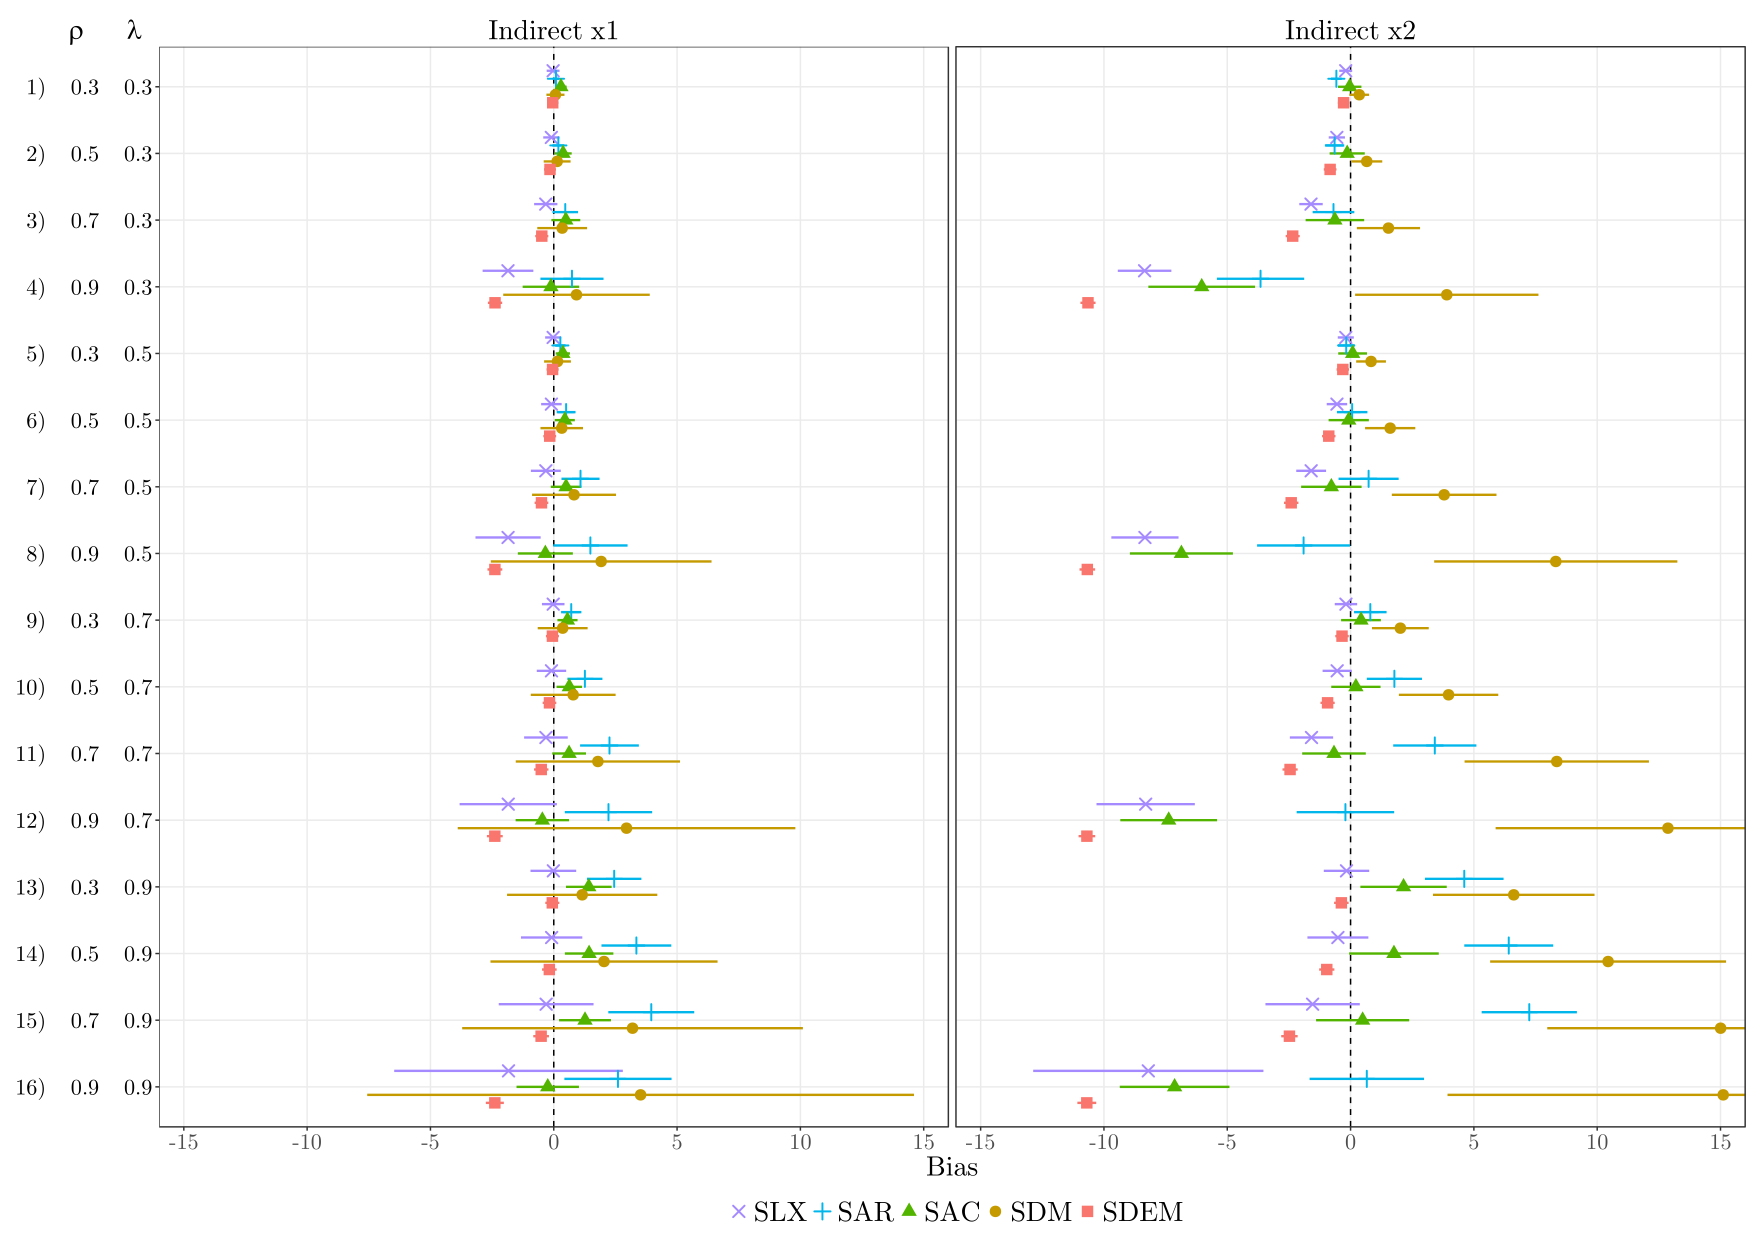 ρ λ Indirect x1 Indirect x2
1) 0.3 0.3
2) 0.5 0.3
3) 0.7 0.3
4) 0.9 0.3
5) 0.3 0.5
6) 0.5 0.5
7) 0.7 0.5
8) 0.9 0.5
9) 0.3 0.7
10) 0.5 0.7
11) 0.7 0.7
12) 0.9 0.7
13) 0.3 0.9
14) 0.5 0.9
15) 0.7 0.9
16) 0.9 0.9
-15 -10 -5 0 5 10 15 -15 -10 -5 0 5 10 15
Bias
SLX SAR SAC SDM SDEM